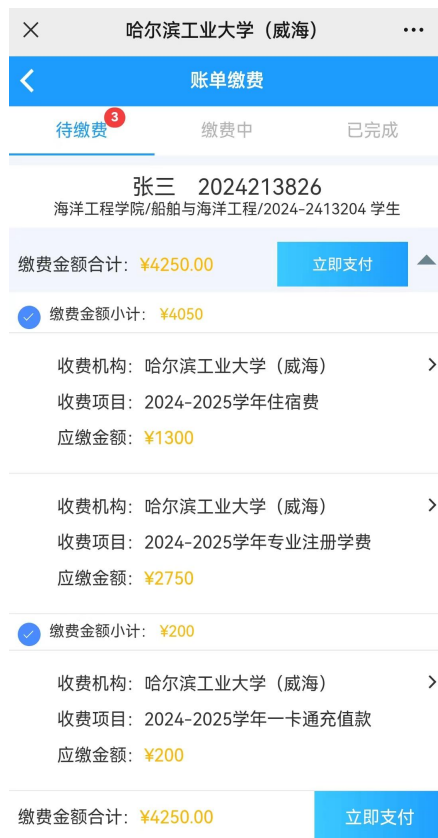 哈尔滨工业大学（威海）
账单缴费
待缴费 3 缴费中 已完成
张三 2024213826
海洋工程学院/船舶与海洋工程/2024-2413204 学生
缴费金额合计：¥4250.00 立即支付
缴费金额小计：¥4050
收费机构：哈尔滨工业大学（威海）
收费项目：2024-2025学年住宿费
应缴金额：¥1300
收费机构：哈尔滨工业大学（威海）
收费项目：2024-2025学年专业注册学费
应缴金额：¥2750
缴费金额小计：¥200
收费机构：哈尔滨工业大学（威海）
收费项目：2024-2025学年一卡通充值款
应缴金额：¥200
缴费金额合计：¥4250.00 立即支付